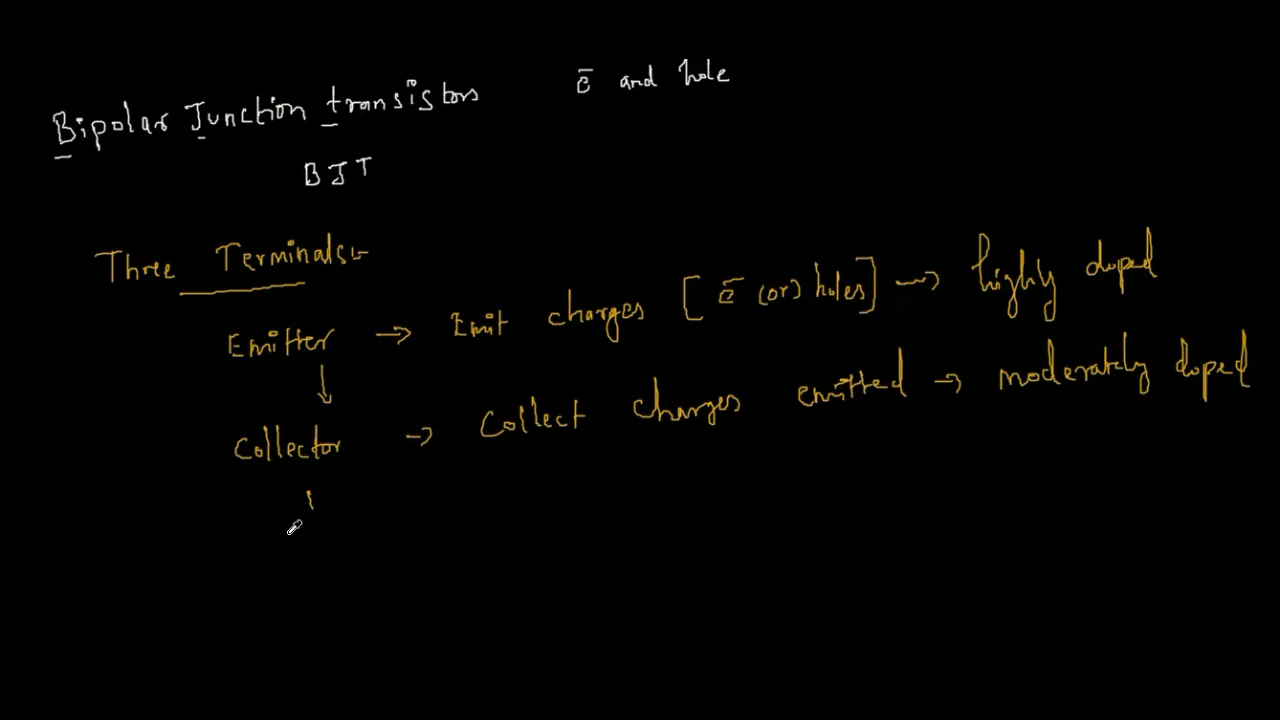 Bipolar Junction transistors ē and hole
BJT
Three Terminals:-
Emitter → Emit charges [ē (or) holes] → highly doped
↓
Collector → Collect charges emitted → moderately doped